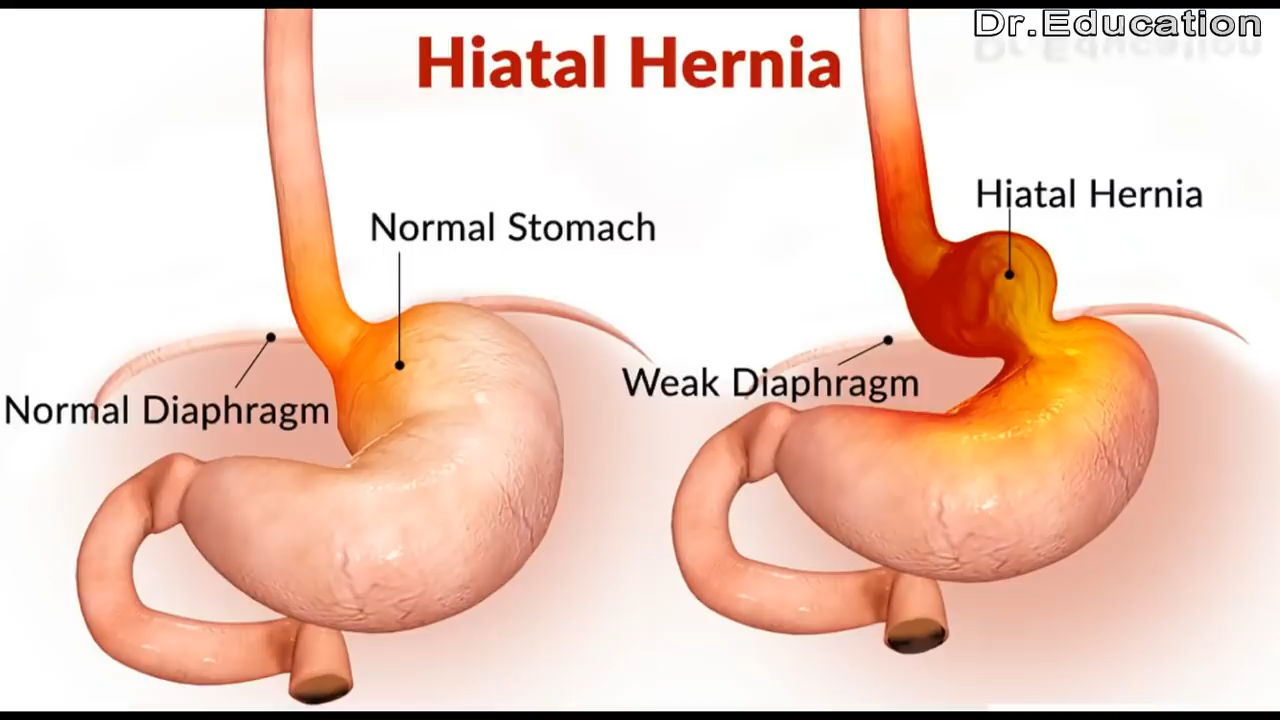 Dr.Education
Hiatal Hernia
Normal Stomach
Normal Diaphragm
Hiatal Hernia
Weak Diaphragm